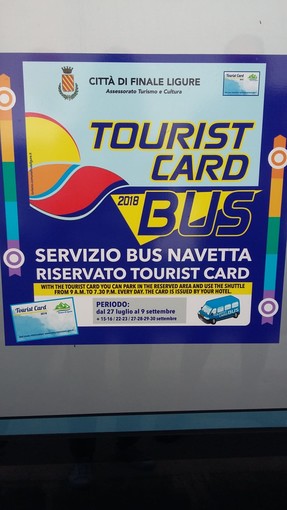 CITTÀ DI FINALE LIGURE
Assessorato Turismo e Cultura
Tourist Card
TOURIST
CARD
2018
BUS
SERVIZIO BUS NAVETTA
RISERVATO TOURIST CARD
WITH THE TOURIST CARD YOU CAN PARK IN THE RESERVED AREA AND USE THE SHUTTLE
FROM 9 A.M. TO 7.30 P.M. EVERY DAY. THE CARD IS ISSUED BY YOUR HOTEL.
Tourist Card
PERIODO:
dal 27 luglio al 9 settembre
+ 15-16 / 22-23 / 27-28-29-30 settembre